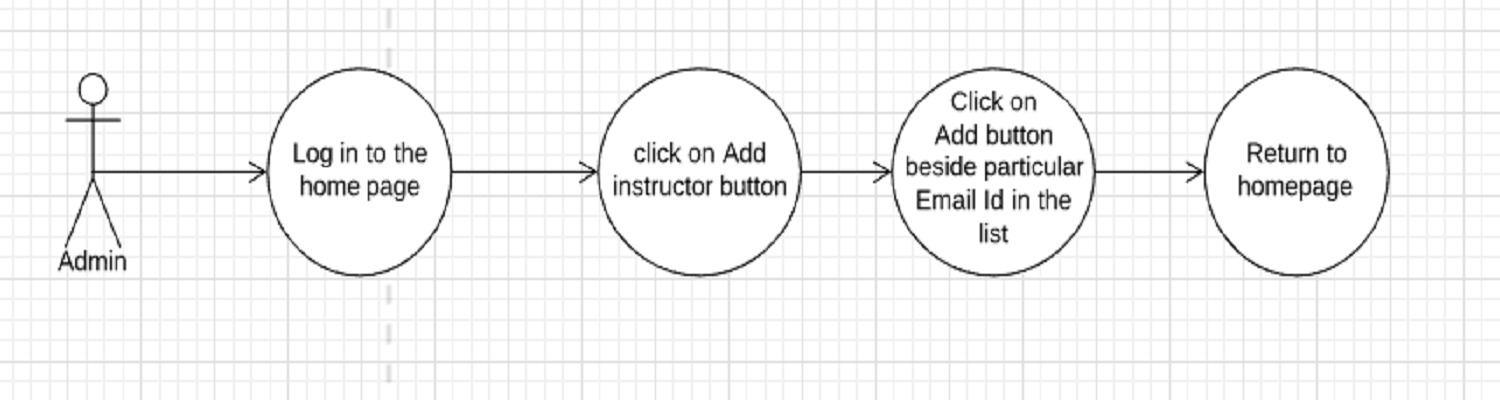 Admin
Log in to the
home page
click on Add
instructor button
Click on
Add button
beside particular
Email Id in the
list
Return to
homepage